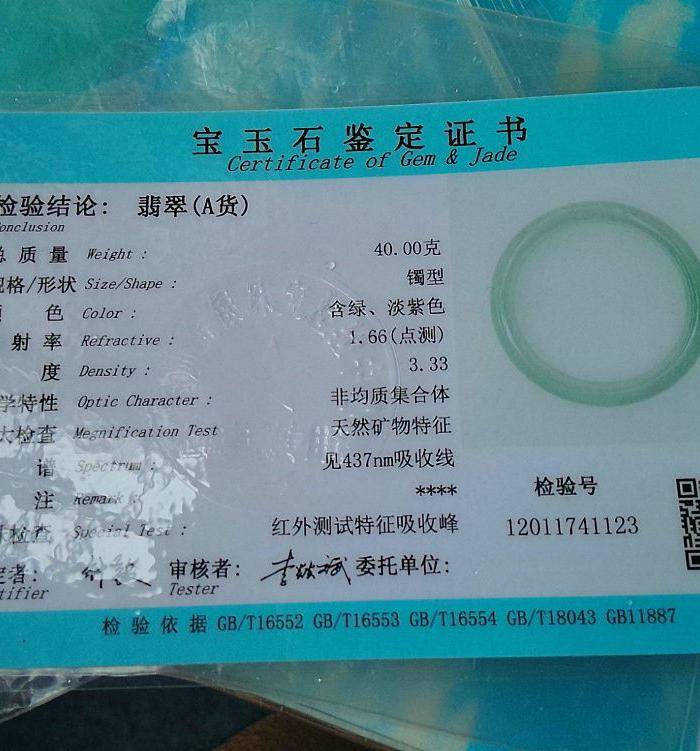 宝玉石鉴定证书
Certificate of Gem & Jade
检验结论: 翡翠(A货)
onclusion
总质量 Weight : 40.00克
规格/形状 Size/Shape : 镯型
色 Color : 含绿、淡紫色
射率 Refractive : 1.66(点测)
度 Density : 3.33
学特性 Optic Character : 非均质集合体
大检查 Megnification Test 天然矿物特征
谱 Spectrum : 见437nm吸收线
注 Remark : ****
检查 Special Test : 红外测试特征吸收峰
检验号
12011741123
定者: 审核者: 委托单位:
tifier Tester
检验依据 GB/T16552 GB/T16553 GB/T16554 GB/T18043 GB11887